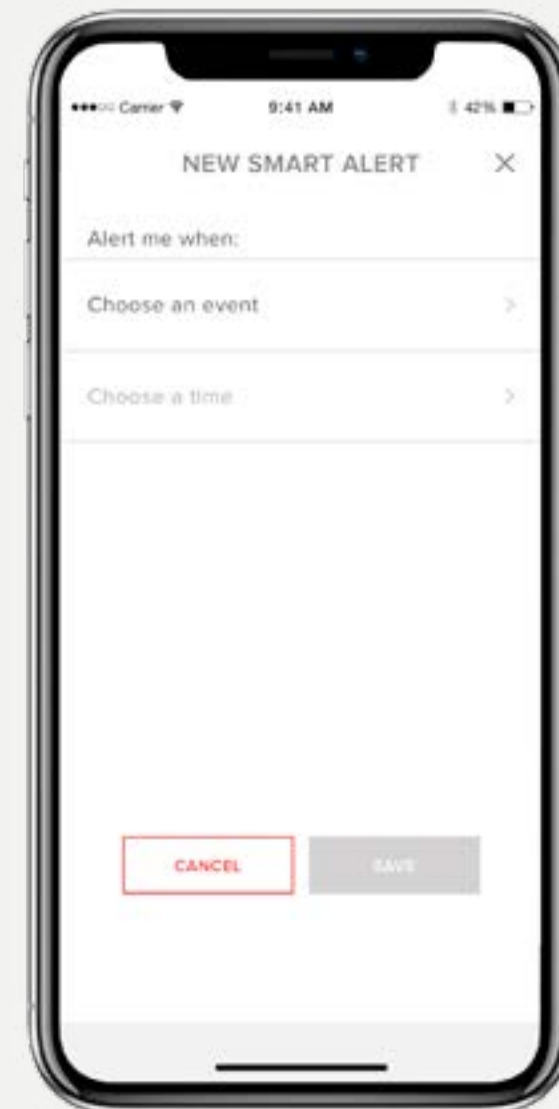 Carrier 9:41 AM 42%
NEW SMART ALERT
Alert me when:
Choose an event
Choose a time
CANCEL SAVE